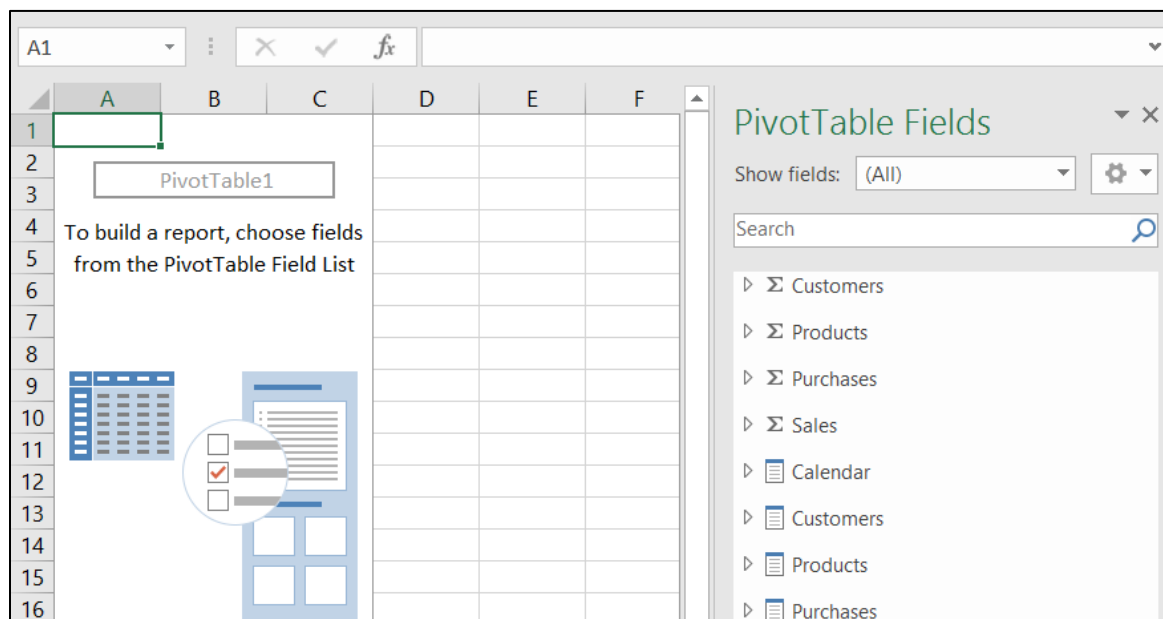 A1
fx
A B C D E F
1
2
3
4
5
6
7
8
9
10
11
12
13
14
15
16
PivotTable1
To build a report, choose fields
from the PivotTable Field List
PivotTable Fields
Show fields: (All)
Search
Σ Customers
Σ Products
Σ Purchases
Σ Sales
Calendar
Customers
Products
Purchases